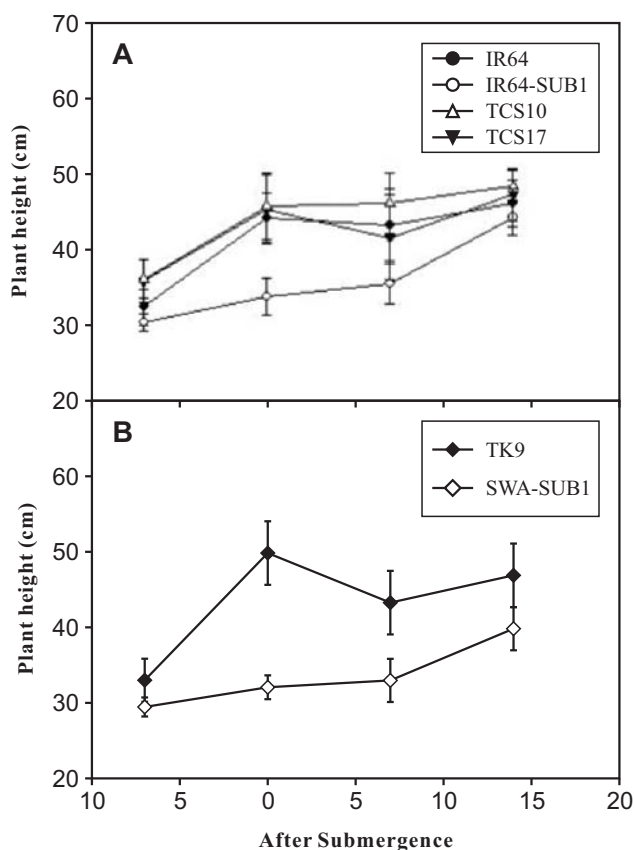 70
A
IR64
IR64-SUB1
TCS10
TCS17
60
50
40
30
20
Plant height (cm)
B
TK9
SWA-SUB1
60
50
40
30
20
Plant height (cm)
10 5 0 5 10 15 20
After Submergence